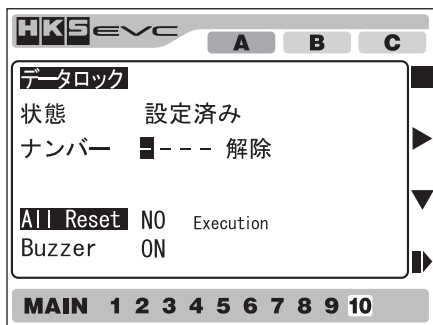 HKS EVC
A B C
データロック
状態 設定済み
ナンバー ---- 解除
All Reset NO Execution
Buzzer ON
MAIN 1 2 3 4 5 6 7 8 9 10